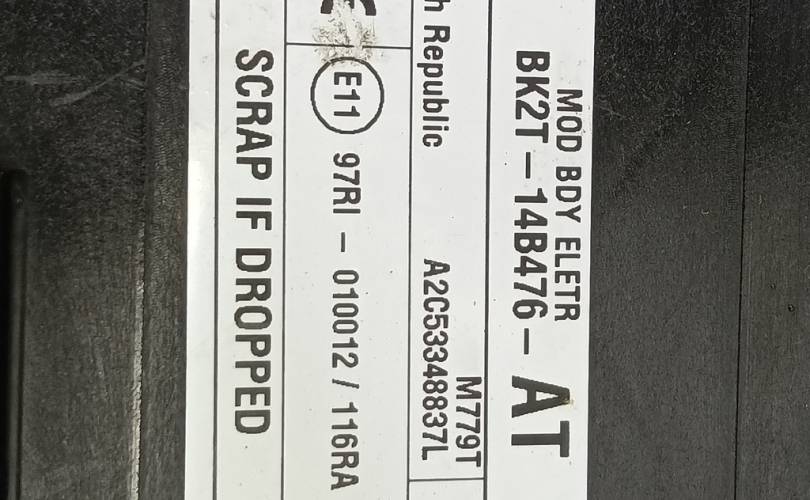 MOD BDY ELETR
BK2T-14B476-AT
M779T
h Republic A2C53348837L
E11 97RI - 010012 / 116RA
SCRAP IF DROPPED